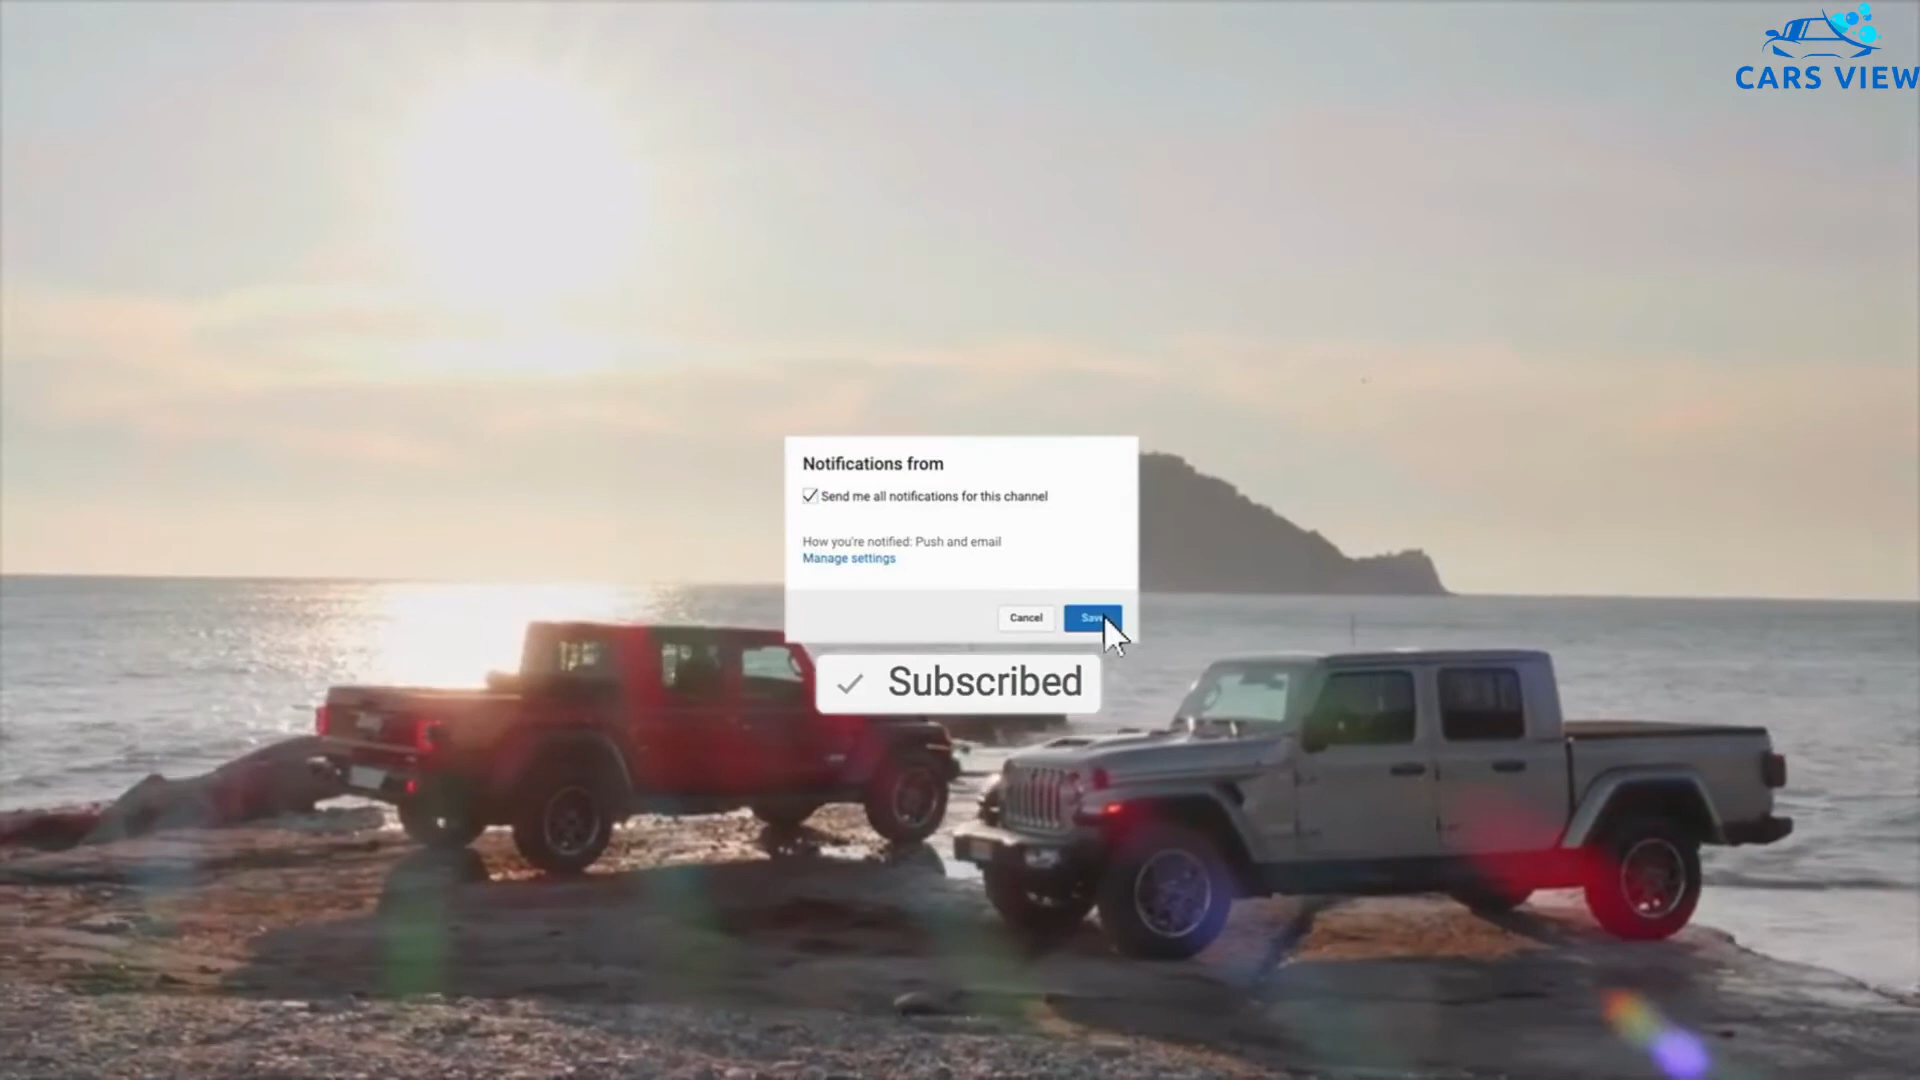 CARS VIEW
Notifications from
Send me all notifications for this channel
How you're notified: Push and email
Manage settings
Cancel
Save
Subscribed